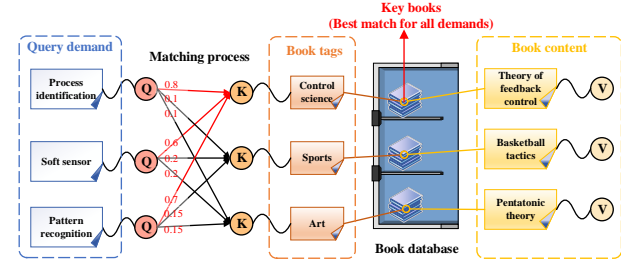 Key books
(Best match for all demands)
Query demand
Matching process
Book tags
Book content
Process
identification
Q
0.8
0.1
0.1
K
Control
science
Theory of
feedback
control
V
Soft sensor
Q
0.6
0.2
0.2
K
Sports
Basketball
tactics
V
Pattern
recognition
Q
0.7
0.15
0.15
K
Art
Pentatonic
theory
V
Book database